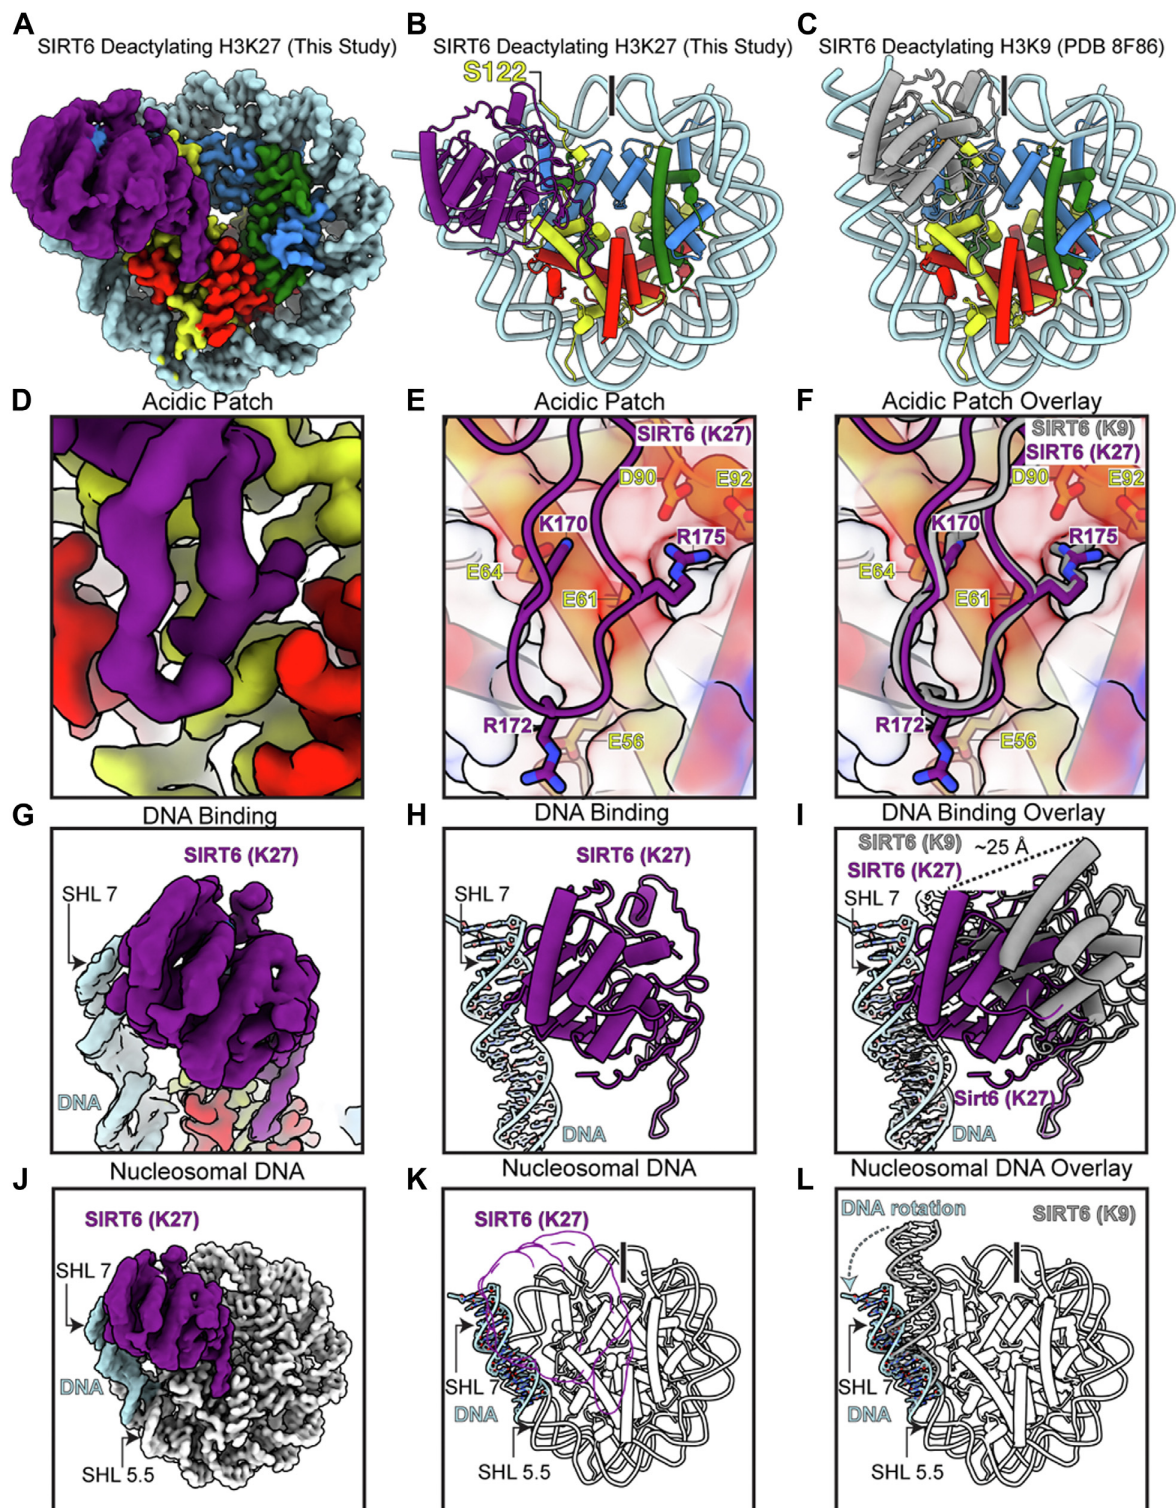 A
B
C
SIRT6 Deactylating H3K27 (This Study)
SIRT6 Deactylating H3K27 (This Study)
SIRT6 Deactylating H3K9 (PDB 8F86)
S122
D
Acidic Patch
E
Acidic Patch
F
Acidic Patch Overlay
SIRT6 (K27)
D90
E92
K170
R175
E64
E61
R172
E56
SIRT6 (K9)
SIRT6 (K27)
D90
E92
K170
R175
E64
E61
R172
E56
G
DNA Binding
H
DNA Binding
I
DNA Binding Overlay
SIRT6 (K27)
SHL 7
DNA
SIRT6 (K27)
SHL 7
DNA
SIRT6 (K9)
~25 Å
SIRT6 (K27)
SHL 7
Sirt6 (K27)
DNA
J
Nucleosomal DNA
K
Nucleosomal DNA
L
Nucleosomal DNA Overlay
SIRT6 (K27)
SHL 7
DNA
SHL 5.5
SIRT6 (K27)
SHL 7
DNA
SHL 5.5
DNA rotation
SIRT6 (K9)
SHL 7
DNA
SHL 5.5